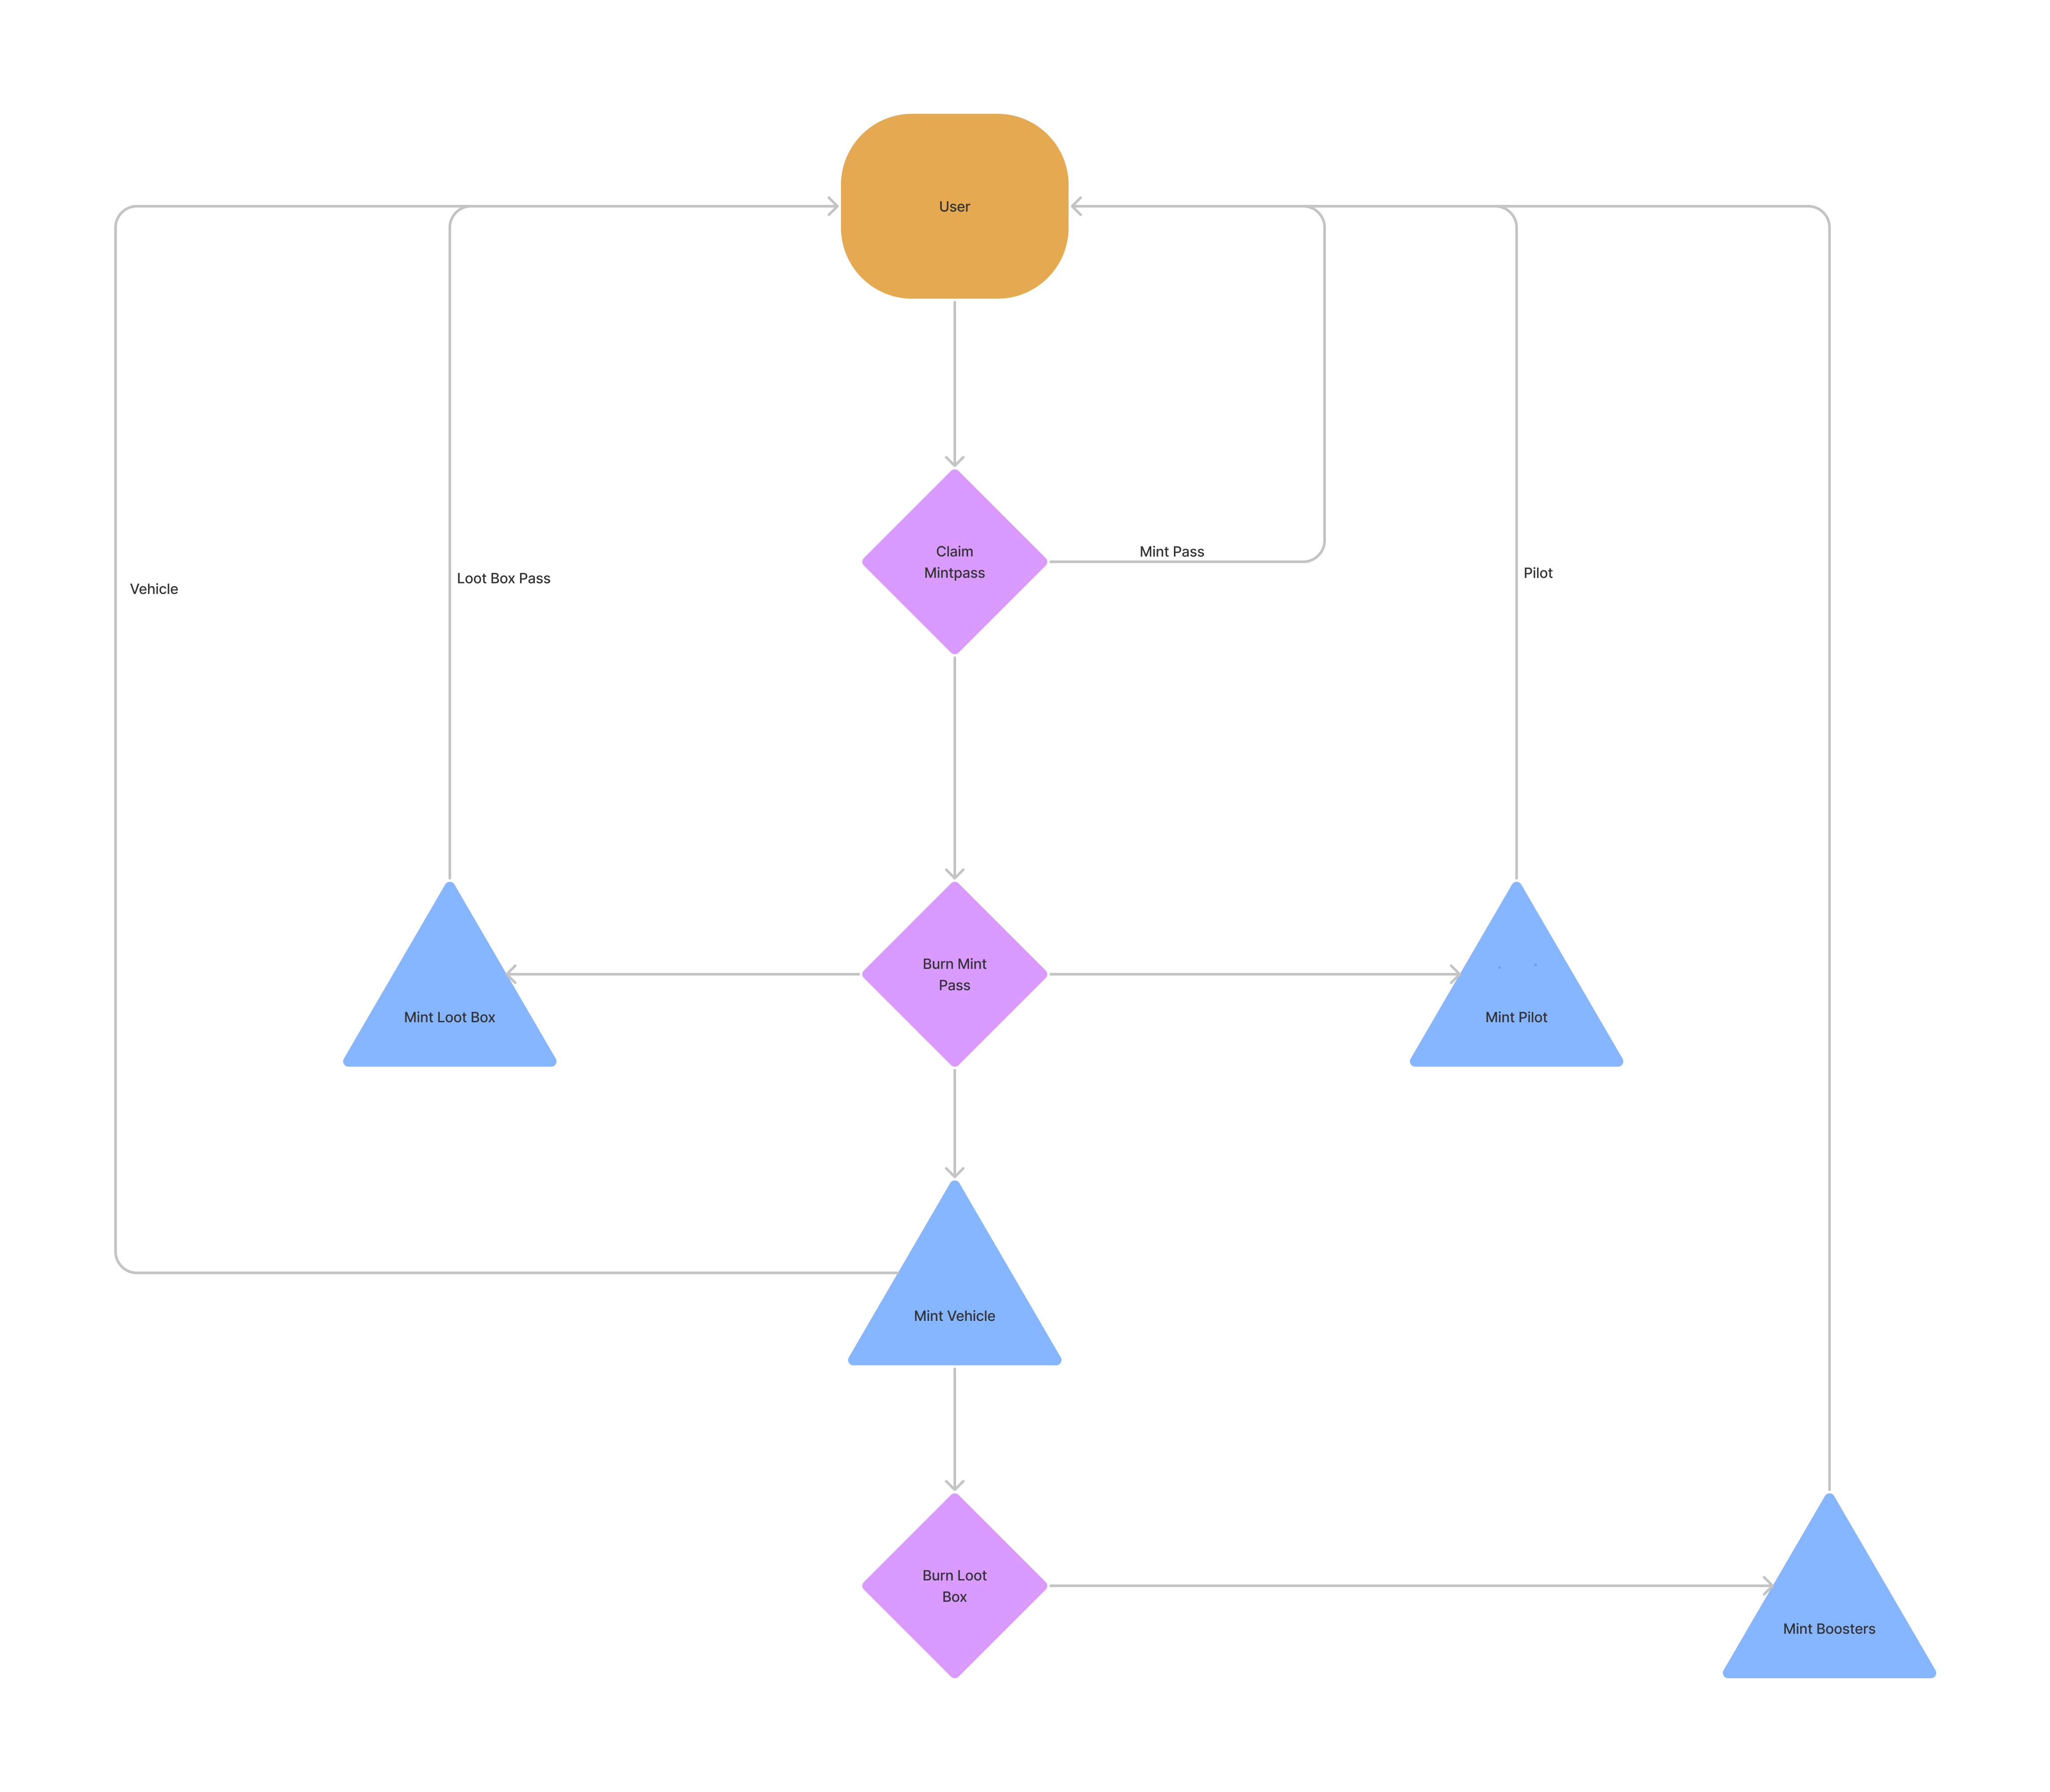 User
Claim
Mintpass
Mint Pass
Pilot
Loot Box Pass
Vehicle
Burn Mint
Pass
Mint Loot Box
Mint Pilot
Mint Vehicle
Burn Loot
Box
Mint Boosters